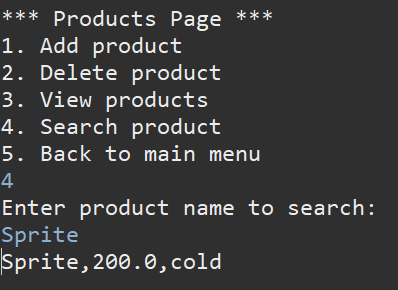 *** Products Page ***
1. Add product
2. Delete product
3. View products
4. Search product
5. Back to main menu
4
Enter product name to search:
Sprite
Sprite,200.0,cold